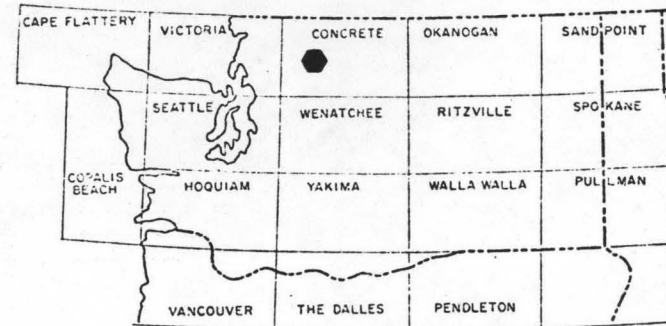 CAPE FLATTERY
VICTORIA
CONCRETE
OKANOGAN
SAND POINT
SEATTLE
WENATCHEE
RITZVILLE
SPOKANE
COPALIS
BEACH
HOQUIAM
YAKIMA
WALLA WALLA
PULLMAN
VANCOUVER
THE DALLES
PENDLETON